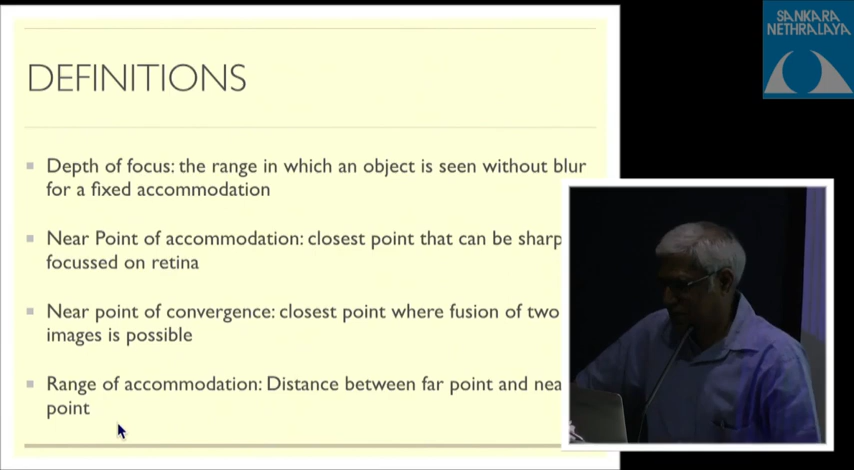 DEFINITIONS
Depth of focus: the range in which an object is seen without blur
for a fixed accommodation
Near Point of accommodation: closest point that can be sharp
focussed on retina
Near point of convergence: closest point where fusion of two
images is possible
Range of accommodation: Distance between far point and nea
point
SANKARA
NETHRALAYA